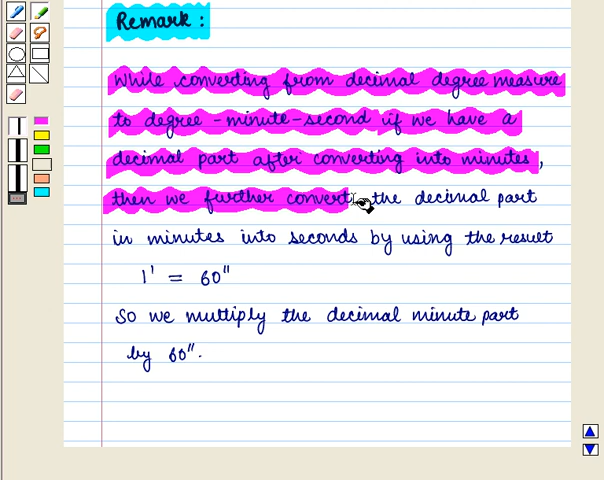 Remark :
While converting from decimal degree measure
to degree - minute - second if we have a
decimal part after converting into minutes,
then we further convert the decimal part
in minutes into seconds by using the result
1' = 60"
So we multiply the decimal minute part
by 60".